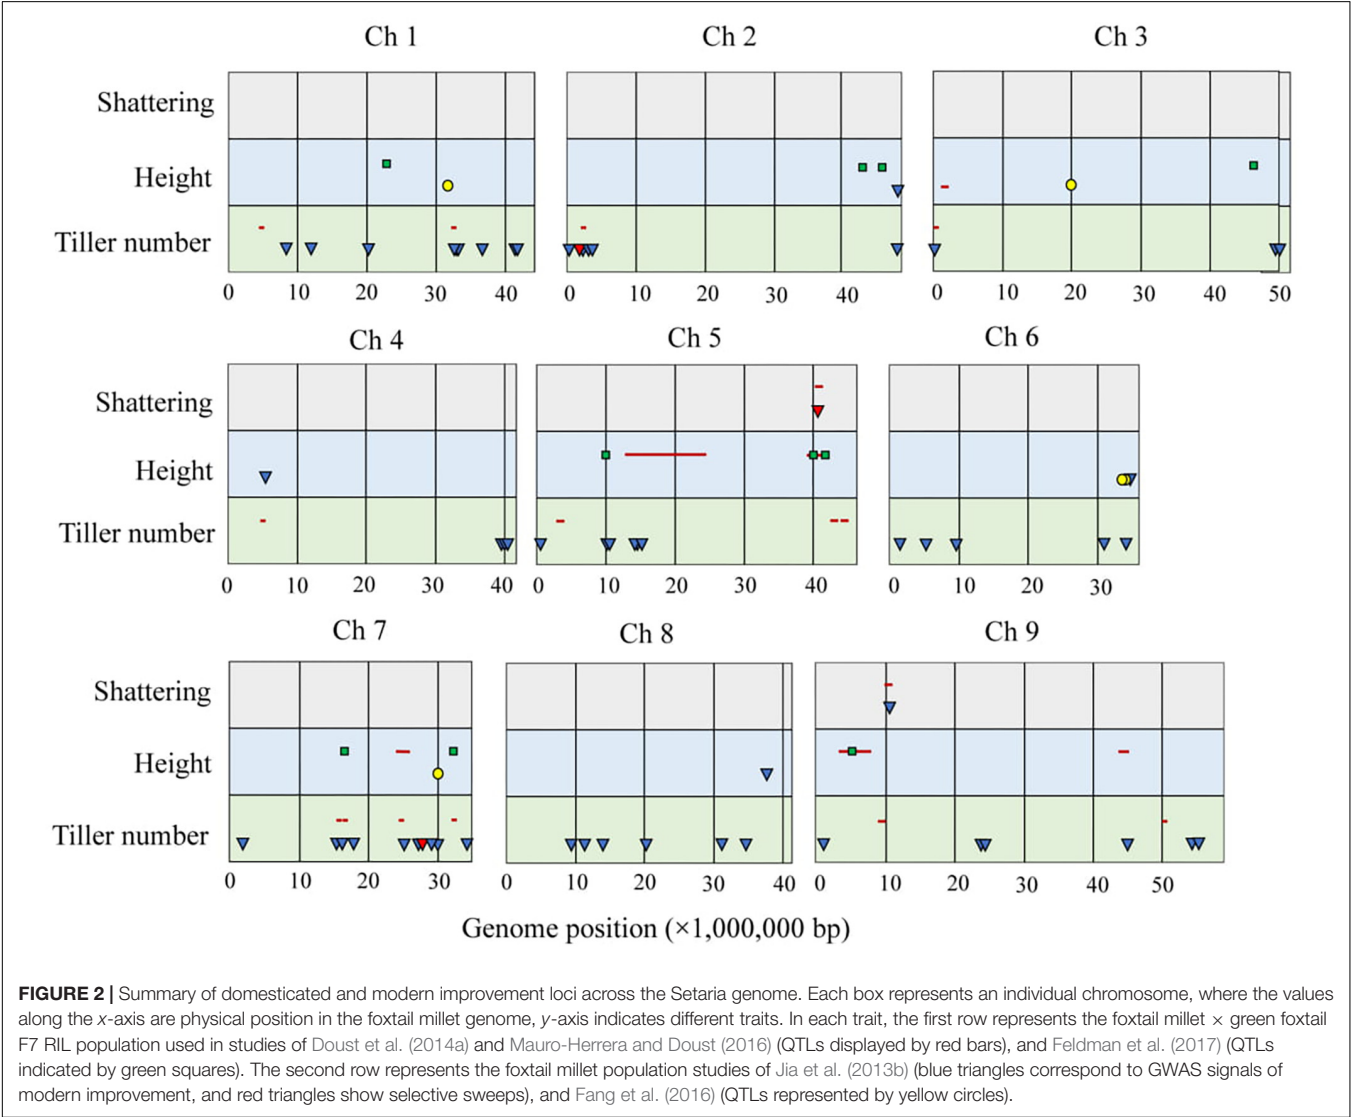 Ch 1 Ch 2 Ch 3
Shattering
Height
Tiller number
0 10 20 30 40 0 10 20 30 40 0 10 20 30 40 50
Ch 4 Ch 5 Ch 6
Shattering
Height
Tiller number
0 10 20 30 40 0 10 20 30 40 0 10 20 30
Ch 7 Ch 8 Ch 9
Shattering
Height
Tiller number
0 10 20 30 0 10 20 30 40 0 10 20 30 40 50
Genome position (×1,000,000 bp)
FIGURE 2 | Summary of domesticated and modern improvement loci across the Setaria genome. Each box represents an individual chromosome, where the values
along the x-axis are physical position in the foxtail millet genome, y-axis indicates different traits. In each trait, the first row represents the foxtail millet × green foxtail
F7 RIL population used in studies of Doust et al. (2014a) and Mauro-Herrera and Doust (2016) (QTLs displayed by red bars), and Feldman et al. (2017) (QTLs
indicated by green squares). The second row represents the foxtail millet population studies of Jia et al. (2013b) (blue triangles correspond to GWAS signals of
modern improvement, and red triangles show selective sweeps), and Fang et al. (2016) (QTLs represented by yellow circles).